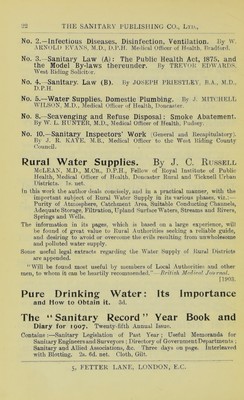 32 THE SANITARY PUBLISHING CO., LTD.,
No. 2.—Infectious Diseases, Disinfection, Ventilation. By W.
ARNOLD EVANS, M.D., D.P.H. Medical Officer of Health, Bradford.
No. 3.—Sanitary Law (A): The Public Health Act, 1875, and
the Model By-laws thereunder. By TREVOR EDWARDS,
West Riding Solicitor.
No. 4.—Sanitary Law (B). By JOSEPH PRIESTLEY, B.A., M.D.,
D.P.H.
No. 5.—Water Supplies, Domestic Plumbing. By J. MITCHELL
WILSON, M.D., Medical Officer of Health, Doncaster.
No. 8.—Scavenging and Refuse Disposal; Smoke Abatement.
By W. L. HUNTER, M.D., Medical Officer of Health, Pudsey.
No. 10.—Sanitary Inspectors' Work (General and Recapitulatory).
By J. R. KAYE, M.B., Medical Officer to the West Riding County
Council.
Rural Water Supplies. By J. C. RUSSELL
McLEAN, M.D., M.Ch., D.P.H., Fellow of Royal Institute of Public
Health, Medical Officer of Health, Doncaster Rural and Tickhill Urban
Districts. 1s. net.
In this work the author deals concisely, and in a practical manner, with the
important subject of Rural Water Supply in its various phases, viz.:—
Purity of Atmosphere, Catchment Area, Suitable Conducting Channels,
Adequate Storage, Filtration, Upland Surface Waters, Streams and Rivers,
Springs and Wells.
The information in its pages, which is based on a large experience, will
be found of great value to Rural Authorities seeking a reliable guide,
and desiring to avoid or overcome the evils resulting from unwholesome
and polluted water supply.
Some useful legal extracts regarding the Water Supply of Rural Districts
are appended.
"Will be found most useful by members of Local Authorities and other
men, to whom it can be heartily recommended."—British Medical Journal.
[1903.
Pure Drinking Water: Its Importance
and How to Obtain it. 3d.
The "Sanitary Record" Year Book and
Diary for 1907. Twenty-fifth Annual Issue.
Contains:—Sanitary Legislation of Past Year; Useful Memoranda for
Sanitary Engineers and Surveyors; Directory of Government Departments;
Sanitary and Allied Associations, &c. Three days on page. Interleaved
with Blotting. 2s. 6d. net. Cloth, Gilt.
5, FETTER LANE, LONDON, E.C.